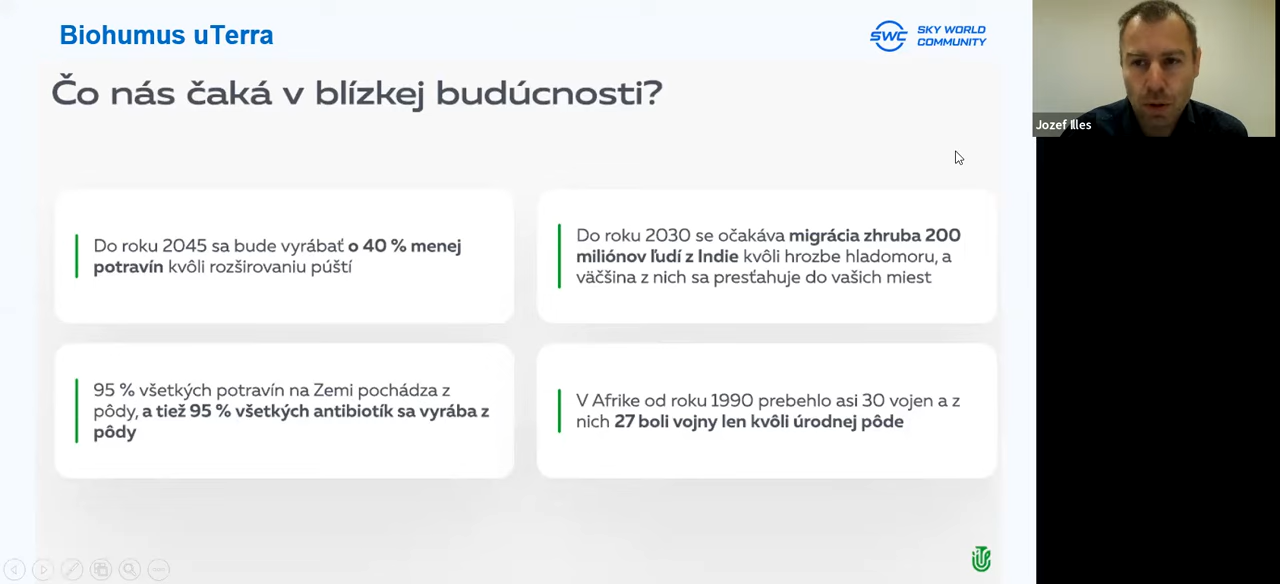 Biohumus uTerra
SWC SKY WORLD
COMMUNITY
Čo nás čaká v blízkej budúcnosti?
Do roku 2045 sa bude vyrábať o 40 % menej
potravín kvôli rozširovaniu púští
Do roku 2030 se očakáva migrácia zhruba 200
miliónov ľudí z Indie kvôli hrozbe hladomoru, a
väčšina z nich sa presťahuje do vašich miest
95 % všetkých potravín na Zemi pochádza z
pôdy, a tiež 95 % všetkých antibiotík sa vyrába z
pôdy
V Afrike od roku 1990 prebehlo asi 30 vojen a z
nich 27 boli vojny len kvôli úrodnej pôde
Jozef Illes